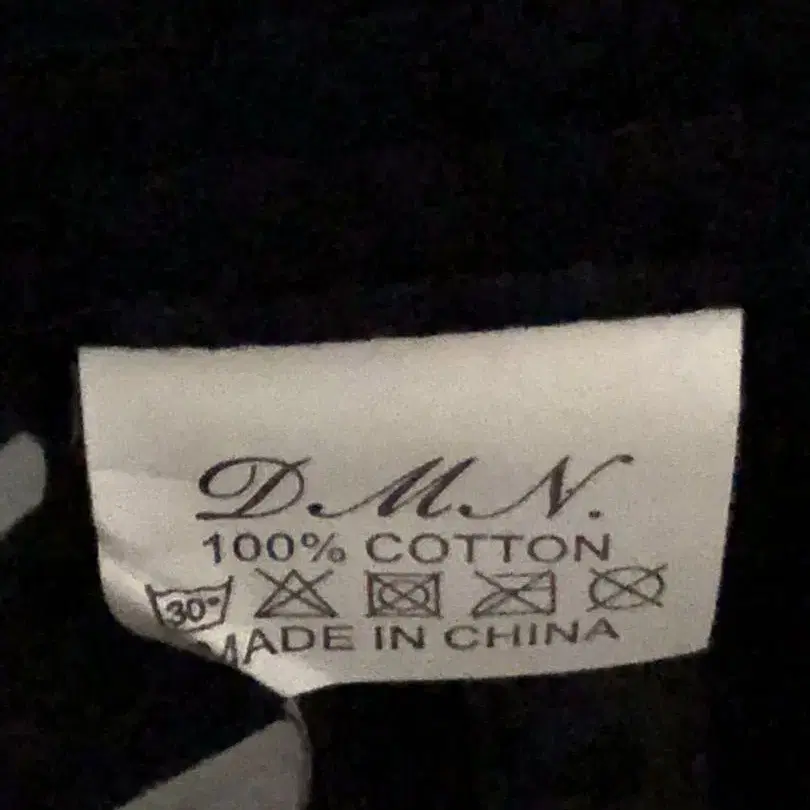 D.M.N.
100% COTTON
30°
MADE IN CHINA